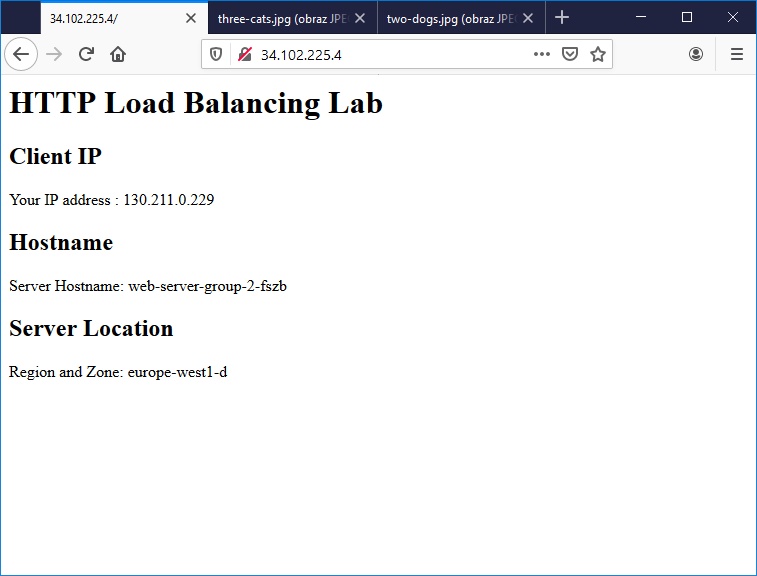 34.102.225.4/
three-cats.jpg (obraz JPE
two-dogs.jpg (obraz JPE
34.102.225.4
HTTP Load Balancing Lab
Client IP
Your IP address : 130.211.0.229
Hostname
Server Hostname: web-server-group-2-fszb
Server Location
Region and Zone: europe-west1-d